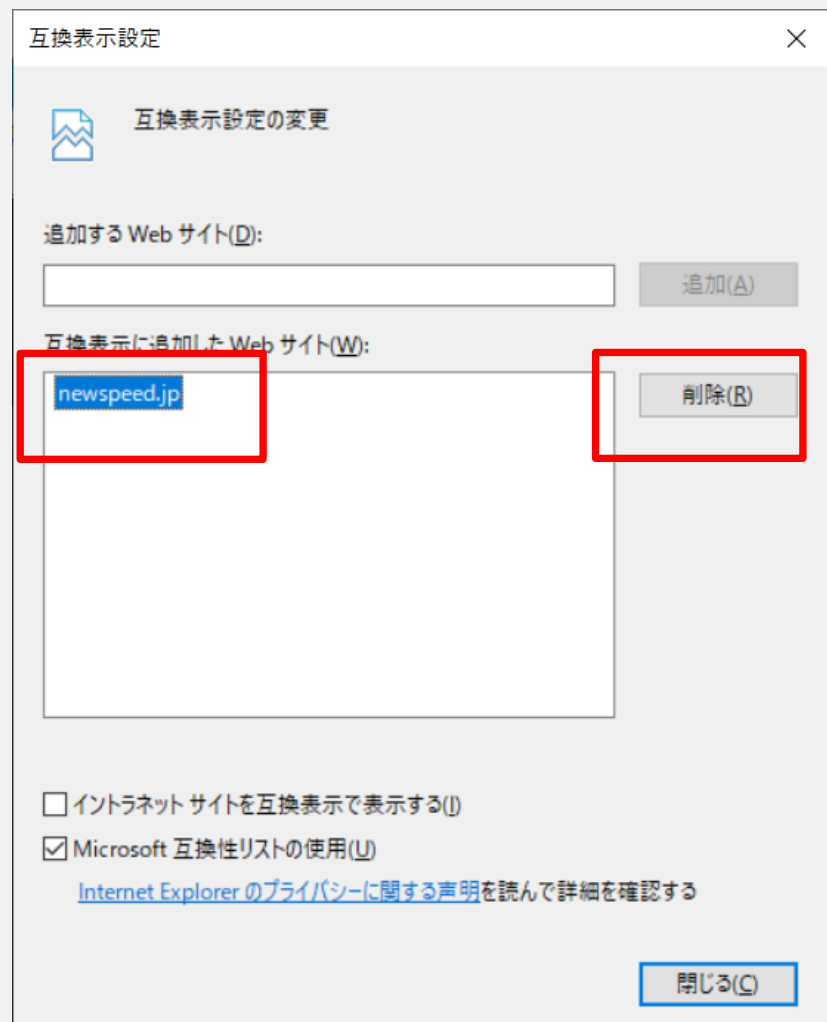 互換表示設定
互換表示設定の変更
追加する Web サイト(D):
追加(A)
互換表示に追加した Web サイト(W):
newspeed.jp
削除(R)
イントラネット サイトを互換表示で表示する(I)
Microsoft 互換性リストの使用(U)
Internet Explorer のプライバシーに関する声明を読んで詳細を確認する
閉じる(C)